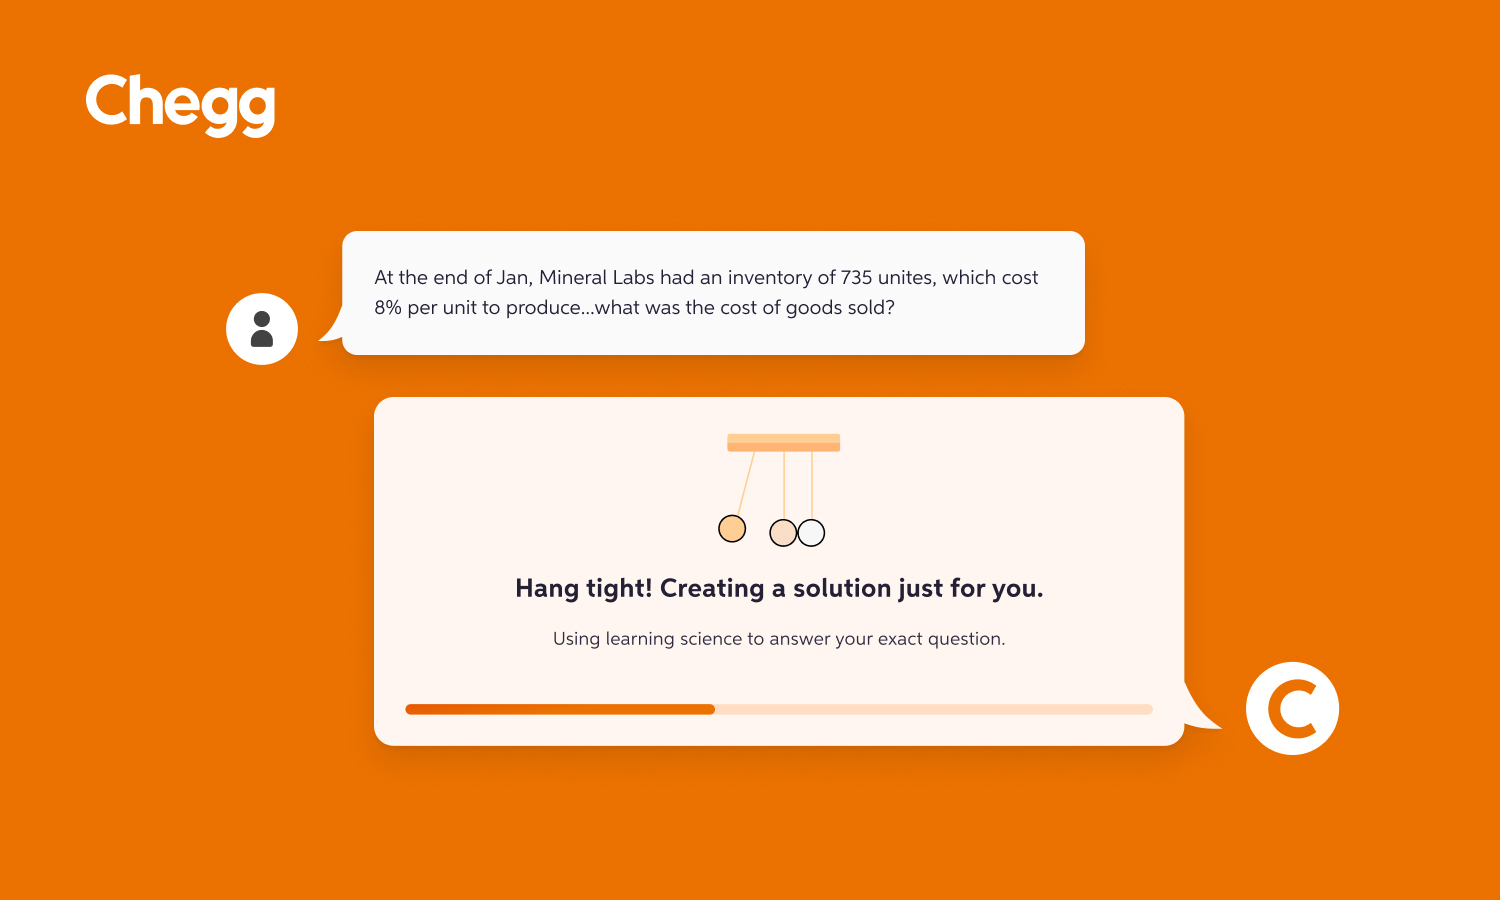 Chegg
At the end of Jan, Mineral Labs had an inventory of 735 unites, which cost
8% per unit to produce...what was the cost of goods sold?
Hang tight! Creating a solution just for you.
Using learning science to answer your exact question.
C